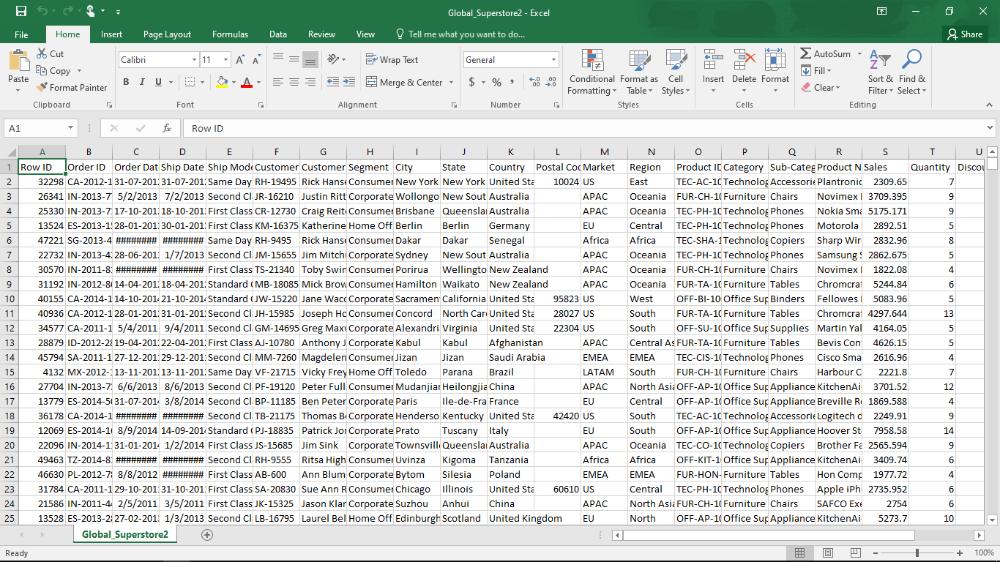 Global_Superstore2 - Excel
File Home Insert Page Layout Formulas Data Review View Tell me what you want to do... Share
Paste Cut Copy Format Painter Clipboard
Calibri 11 B I U A Font
Wrap Text Merge & Center Alignment
General $ % , Number
Conditional Formatting Format as Table Cell Styles Styles
Insert Delete Format Cells
AutoSum Fill Clear Sort & Filter Find & Select Editing
A1 fx Row ID
A B C D E F G H I J K L M N O P Q R S T U
1 Row ID Order ID Order Dat Ship Date Ship Mode Customer Customer Segment City State Country Postal Cod Market Region Product ID Category Sub-Categ Product N Sales Quantity Discou
2 32298 CA-2012-1 31-07-201 31-07-201 Same Day RH-19495 Rick Hanse Consumer New York New York United Sta 10024 US East TEC-AC-10 Technolog Accessorie Plantronic 2309.65 7
3 26341 IN-2013-77 5/2/2013 7/2/2013 Second Cl JR-16210 Justin Ritt Corporate Wollongo New Sout Australia APAC Oceania FUR-CH-10 Furniture Chairs Novimex 3709.395 9
4 25330 IN-2013-71 17-10-201 18-10-201 First Class CR-12730 Craig Reit Consumer Brisbane Queensla Australia APAC Oceania TEC-PH-10 Technolog Phones Nokia Sma 5175.171 9
5 13524 ES-2013-15 28-01-201 30-01-201 First Class KM-16375 Katherine Home Off Berlin Berlin Germany EU Central TEC-PH-10 Technolog Phones Motorola 2892.51 5
6 47221 SG-2013-4 ######## ######## Same Day RH-9495 Rick Hanse Consumer Dakar Dakar Senegal Africa Africa TEC-SHA-1 Technolog Copiers Sharp Wir 2832.96 8
7 22732 IN-2013-42 28-06-201 1/7/2013 Second Cl JM-15655 Jim Mitch Corporate Sydney New Sout Australia APAC Oceania TEC-PH-10 Technolog Phones Samsung 2862.675 5
8 30570 IN-2011-81 ######## ######## First Class TS-21340 Toby Swin Consumer Porirua Wellingto New Zealand APAC Oceania FUR-CH-10 Furniture Chairs Novimex 1822.08 4
9 31192 IN-2012-86 14-04-201 18-04-201 Standard MB-18085 Mick Brow Consumer Hamilton Waikato New Zealand APAC Oceania FUR-TA-10 Furniture Tables Chromcraf 5244.84 6
10 40155 CA-2014-1 14-10-201 21-10-201 Standard JW-15220 Jane Wacc Corporate Sacramen California United Sta 95823 US West OFF-BI-10 Office Sup Binders Fellowes 5083.96 5
11 40936 CA-2012-1 28-01-201 31-01-201 Second Cl JH-15985 Joseph Ho Consumer Concord North Car United Sta 28027 US South FUR-TA-10 Furniture Tables Chromcraf 4297.644 13
12 34577 CA-2011-1 5/4/2011 9/4/2011 Second Cl GM-14695 Greg Maxw Corporate Alexandri Virginia United Sta 22304 US South OFF-SU-10 Office Sup Supplies Martin Yal 4164.05 5
13 28879 ID-2012-28 19-04-201 22-04-201 First Class AJ-10780 Anthony J Corporate Kabul Kabul Afghanistan APAC Central As FUR-TA-10 Furniture Tables Bevis Con 4626.15 5
14 45794 SA-2011-1 27-12-201 29-12-201 Second Cl MM-7260 Magdelen Consumer Jizan Jizan Saudi Arabia EMEA EMEA TEC-CIS-10 Technolog Phones Cisco Sma 2616.96 4
15 4132 MX-2012-1 13-11-201 13-11-201 Same Day VF-21715 Vicky Frey Home Off Toledo Parana Brazil LATAM South FUR-CH-10 Furniture Chairs Harbour C 2221.8 7
16 27704 IN-2013-73 6/6/2013 8/6/2013 Second Cl PF-19120 Peter Full Consumer Mudanjian Heilongjia China APAC North Asia OFF-AP-10 Office Sup Appliance KitchenAi 3701.52 12
17 13779 ES-2014-50 31-07-201 3/8/2014 Second Cl BP-11185 Ben Peter Corporate Paris Ile-de-Fra France EU Central OFF-AP-10 Office Sup Appliance Breville R 1869.588 4
18 36178 CA-2014-1 ######## ######## Second Cl TB-21175 Thomas B Corporate Henderso Kentucky United Sta 42420 US South TEC-AC-10 Technolog Accessorie Logitech d 2249.91 9
19 12069 ES-2014-16 8/9/2014 14-09-201 Standard PJ-18835 Patrick Jo Corporate Prato Tuscany Italy EU South OFF-AP-10 Office Sup Appliance Hoover St 7958.58 14
20 22096 IN-2014-11 31-01-201 1/2/2014 First Class JS-15685 Jim Sink Corporate Townsvill Queensla Australia APAC Oceania TEC-CO-10 Technolog Copiers Brother Fa 2565.594 9
21 49463 TZ-2014-81 ######## ######## Second Cl RH-9555 Ritsa High Consumer Uvinza Kigoma Tanzania Africa Africa OFF-KIT-1 Office Sup Appliance KitchenAi 3409.74 6
22 46630 PL-2012-78 8/8/2012 ######## First Class AB-600 Ann Blum Corporate Bytom Silesia Poland EMEA EMEA FUR-HON- Furniture Tables Hon Comp 1977.72 4
23 31784 CA-2011-1 29-10-201 31-10-201 First Class SA-20830 Sue Ann R Consumer Chicago Illinois United Sta 60610 US Central TEC-PH-10 Technolog Phones Apple iPh 2735.952 6
24 21586 IN-2011-44 2/5/2011 3/5/2011 First Class JK-15325 Jason Klar Corporate Suzhou Anhui China APAC North Asia FUR-CH-10 Furniture Chairs SAFCO Exe 2754 6
25 13528 ES-2013-28 27-02-201 1/3/2013 Second Cl LB-16795 Laurel Bel Home Off Edinburgh Scotland United Kingdom EU North OFF-AP-10 Office Sup Appliance KitchenAi 5273.7 10
Global_Superstore2
Ready 100%